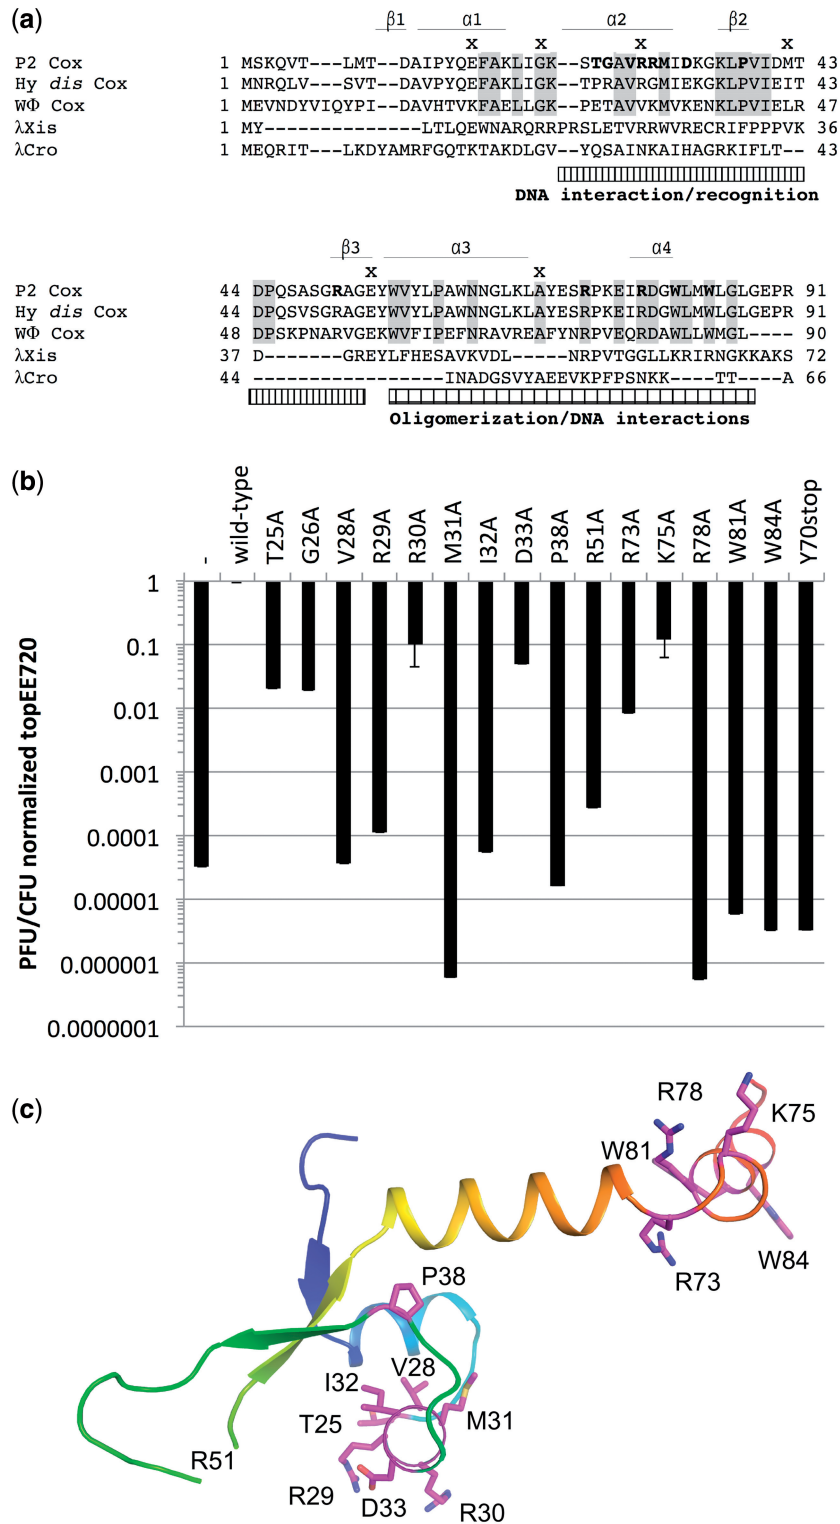 (a)
β1 α1 α2 β2
x x x x
P2 Cox 1 MSKQVT---LMT--DAIPYQEFAKLIGK--STGAVRRMIDKGKLPVIDMT 43
Hy dis Cox 1 MNRQLV---SVT--DAVPYQEFAKLIGK--TPRAVRGMIEKGKLPVIEIT 43
WΦ Cox 1 MEVNDYVIQYPI--DAVHTVKFAELLGK--PETAVVKMVKENKLPVIELR 47
λXis 1 MY--------------LTLQEWNARQRRPRSLETVRRWVRECRIFPPPVK 36
λCro 1 MEQRIT---LKDYAMRFGQTKTAKDLGV--YQSAINKAIHAGRKIFLT-- 43
DNA interaction/recognition
β3 α3 α4
x x
P2 Cox 44 DPQSASGRAGEYWVYLPAWNNGLKLAYESRPKEIRDGWLMWLGLGEPR 91
Hy dis Cox 44 DPQSVSGRAGEYWVYLPAWNNGLKLAYESRPKEIRDGWLMWLGLGEPR 91
WΦ Cox 48 DPSKPNARVGEKWVFIPEFNRAVREAFYNRPVEQRDAWLLWMGL---- 90
λXis 37 D-------GREYLFHESAVKVDL-----NRPVTGGLLKRIRNGKKAKS 72
λCro 44 -----------------INADGSVYAEEVKPFPSNKK----TT----A 66
Oligomerization/DNA interactions
(b)
- wild-type T25A G26A V28A R29A R30A M31A I32A D33A P38A R51A R73A K75A R78A W81A W84A Y70stop
PFU/CFU normalized topEE720
1
0.1
0.01
0.001
0.0001
0.00001
0.000001
0.0000001
(c)
R78
K75
W81
W84
R73
P38
V28
I32
T25
M31
R51
R29
D33
R30